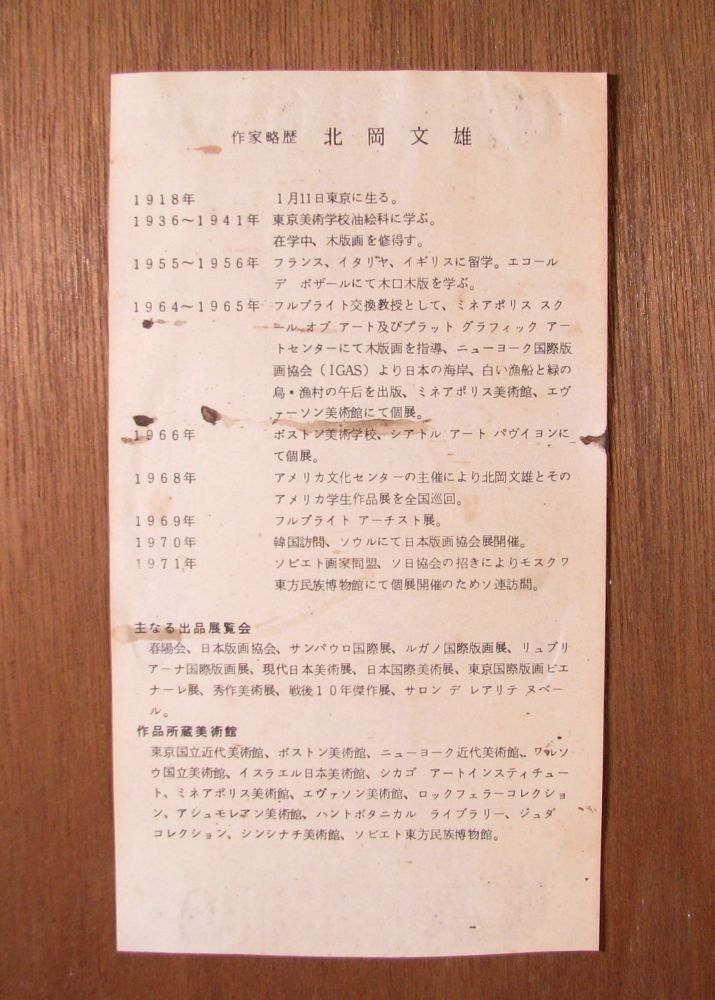 作家略歴 北岡文雄
1918年 1月11日東京に生る。
1936～1941年 東京美術学校油絵科に学ぶ。
在学中、木版画を修得す。
1955～1956年 フランス、イタリヤ、イギリスに留学。エコール
デ ボザールにて木口木版を学ぶ。
1964～1965年 フルブライト交換教授として、ミネアポリス スク
ール オブ アート及びプラット グラフィック アー
トセンターにて木版画を指導、ニューヨーク国際版
画協会(IGAS)より日本の海岸、白い漁船と緑の
島・漁村の午后を出版、ミネアポリス美術館、エヴ
ァーソン美術館にて個展。
1966年 ボストン美術学校、シアトル アート パヴイヨンに
て個展。
1968年 アメリカ文化センターの主催により北岡文雄とその
アメリカ学生作品展を全国巡回。
1969年 フルブライト アーチスト展。
1970年 韓国訪問、ソウルにて日本版画協会展開催。
1971年 ソビエト画家同盟、ソ日協会の招きによりモスクワ
東方民族博物館にて個展開催のためソ連訪問。
主なる出品展覧会
春陽会、日本版画協会、サンパウロ国際展、ルガノ国際版画展、リュブリ
アーナ国際版画展、現代日本美術展、日本国際美術展、東京国際版画ビエ
ナーレ展、秀作美術展、戦後10年傑作展、サロン デ レアリテ ヌベー
ル。
作品所蔵美術館
東京国立近代美術館、ボストン美術館、ニューヨーク近代美術館、ワルソ
ウ国立美術館、イスラエル日本美術館、シカゴ アートインスティチュー
ト、ミネアポリス美術館、エヴァソン美術館、ロックフェラーコレクショ
ン、アシュモレアン美術館、ハントボタニカル ライブラリー、ジュダ
コレクション、シンシナチ美術館、ソビエト東方民族博物館。